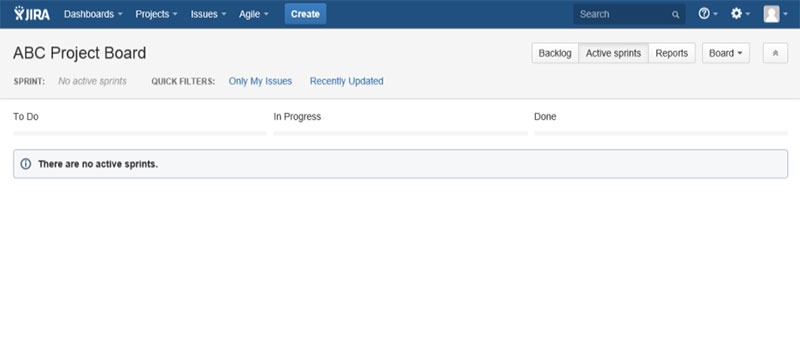 JIRA Dashboards Projects Issues Agile Create Search
ABC Project Board Backlog Active sprints Reports Board
SPRINT: No active sprints QUICK FILTERS: Only My Issues Recently Updated
To Do In Progress Done
There are no active sprints.